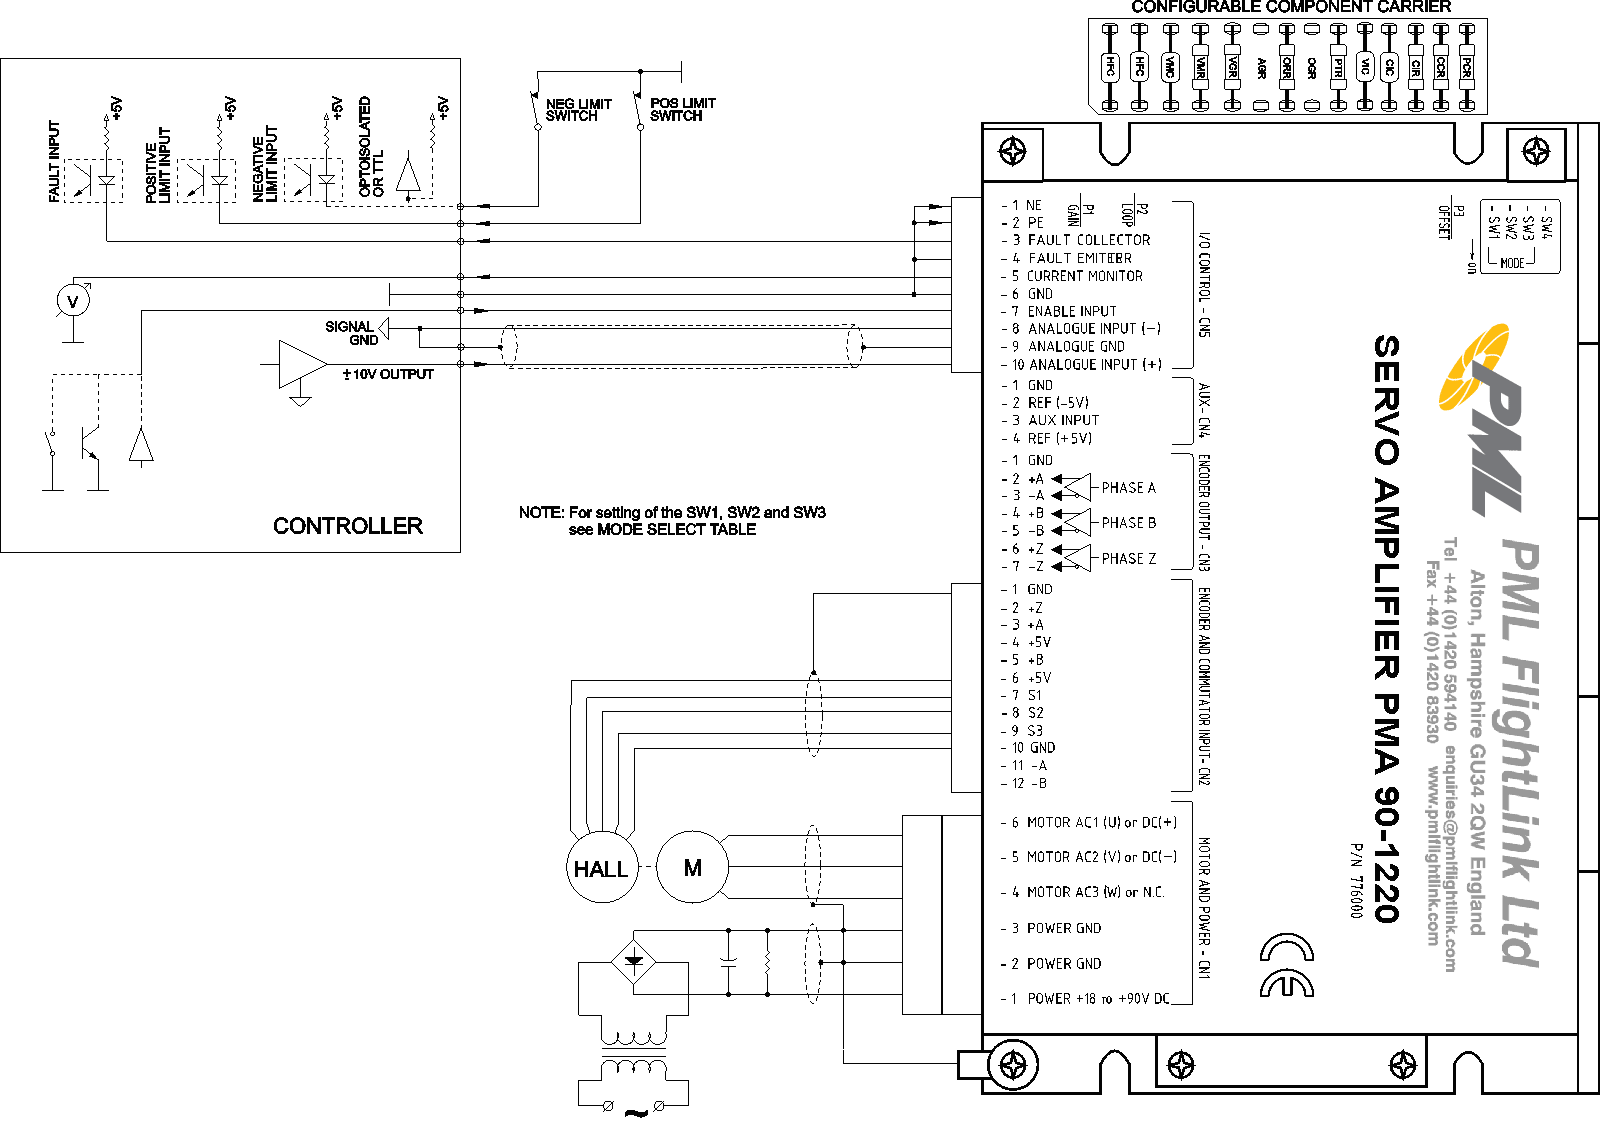 CONFIGURABLE COMPONENT CARRIER
HFC
HFC
VMC
VMR
VGR
AGR
ORR
OGR
PTR
VIC
CIC
CIR
CCR
PCR
FAULT INPUT
+5V
POSITIVE
LIMIT INPUT
+5V
NEGATIVE
LIMIT INPUT
+5V
OPTOISOLATED
OR TTL
+5V
NEG LIMIT
SWITCH
POS LIMIT
SWITCH
V
SIGNAL
GND
±10V OUTPUT
CONTROLLER
NOTE: For setting of the SW1, SW2 and SW3
see MODE SELECT TABLE
- 1 NE
- 2 PE
- 3 FAULT COLLECTOR
- 4 FAULT EMITERR
- 5 CURRENT MONITOR
- 6 GND
- 7 ENABLE INPUT
- 8 ANALOGUE INPUT (-)
- 9 ANALOGUE GND
- 10 ANALOGUE INPUT (+)
I/O CONTROL - CN5
P1
GAIN
P2
LOOP
P3
OFFSET
- SW1
- SW2
- SW3
- SW4
MODE
on
- 1 GND
- 2 REF (-5V)
- 3 AUX INPUT
- 4 REF (+5V)
AUX- CN4
- 1 GND
- 2 +A
- 3 -A
PHASE A
- 4 +B
- 5 -B
PHASE B
- 6 +Z
- 7 -Z
PHASE Z
ENCODER OUTPUT - CN3
- 1 GND
- 2 +Z
- 3 +A
- 4 +5V
- 5 +B
- 6 +5V
- 7 S1
- 8 S2
- 9 S3
- 10 GND
- 11 -A
- 12 -B
ENCODER AND COMMUTATOR INPUT- CN2
- 6 MOTOR AC1 (U) or DC(+)
- 5 MOTOR AC2 (V) or DC(-)
- 4 MOTOR AC3 (W) or N.C.
- 3 POWER GND
- 2 POWER GND
- 1 POWER +18 to +90V DC
MOTOR AND POWER - CN1
HALL
M
~
SERVO AMPLIFIER PMA 90-1220
P/N 776000
CE
PML
PML FlightLink Ltd
Alton, Hampshire GU34 2QW England
Tel +44 (0)1420 594140 enquiries@pmlflightlink.com
Fax +44 (0)1420 83930 www.pmlflightlink.com